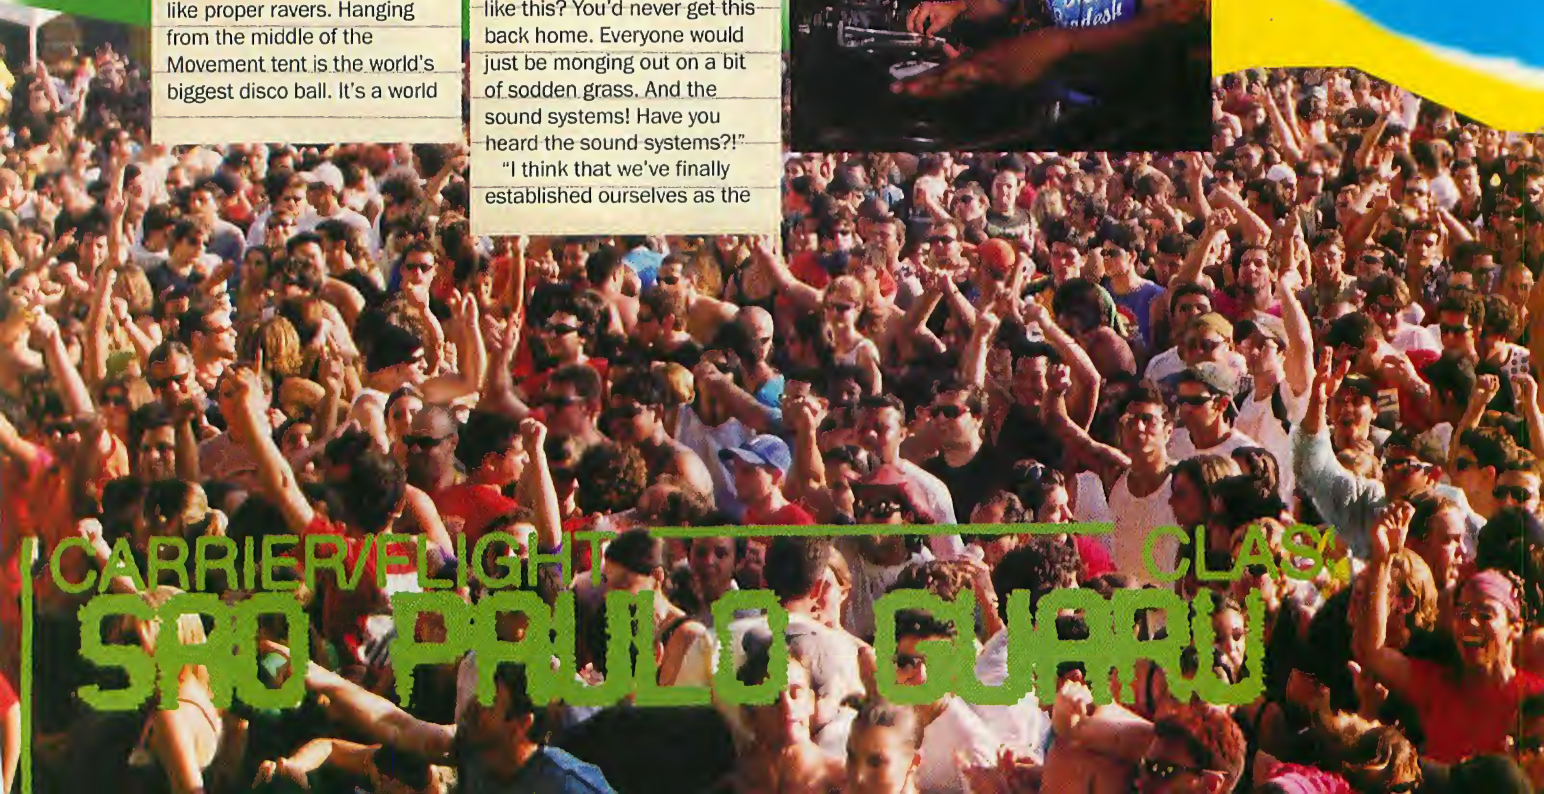 like proper ravers. Hanging
from the middle of the
Movement tent is the world's
biggest disco ball. It's a world
like this? You'd never get this
back home. Everyone would
just be monging out on a bit
of sodden grass. And the
sound systems! Have you
heard the sound systems?!"
"I think that we've finally
established ourselves as the
CARRIER/FLIGHT
CLAS
SAO PAULO GUARU